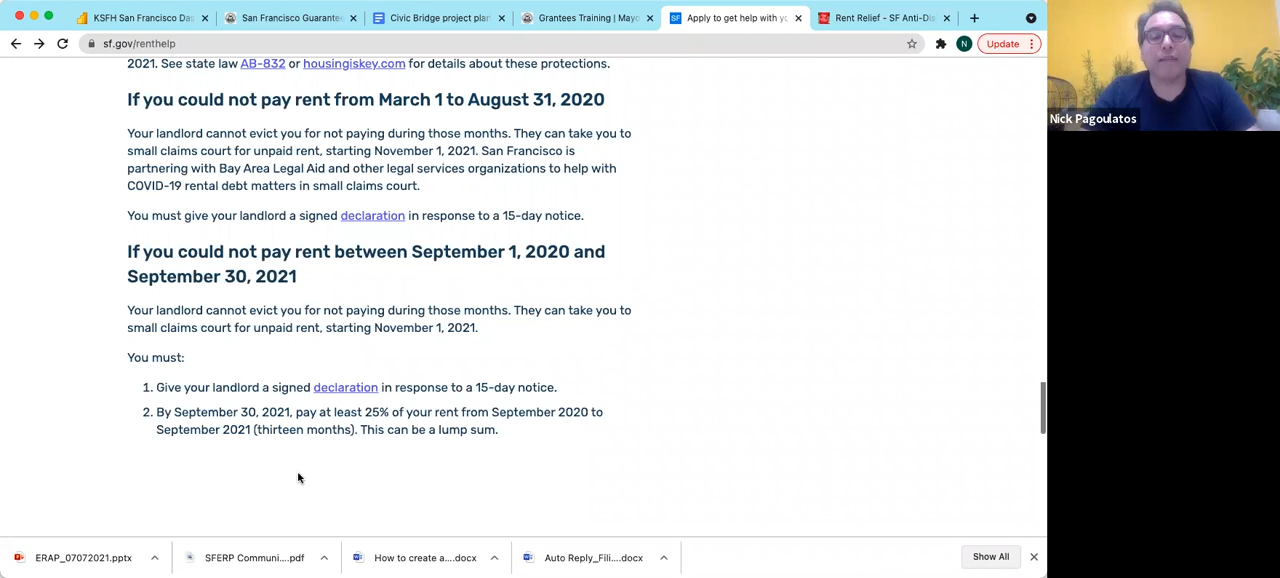 KSFH San Francisco Das
San Francisco Guarante
Civic Bridge project plan
Grantees Training | Mayo
Apply to get help with yo
Rent Relief - SF Anti-Dis
sf.gov/renthelp
N
Update
2021. See state law AB-832 or housingiskey.com for details about these protections.
If you could not pay rent from March 1 to August 31, 2020
Your landlord cannot evict you for not paying during those months. They can take you to
small claims court for unpaid rent, starting November 1, 2021. San Francisco is
partnering with Bay Area Legal Aid and other legal services organizations to help with
COVID-19 rental debt matters in small claims court.
You must give your landlord a signed declaration in response to a 15-day notice.
If you could not pay rent between September 1, 2020 and
September 30, 2021
Your landlord cannot evict you for not paying during those months. They can take you to
small claims court for unpaid rent, starting November 1, 2021.
You must:
1. Give your landlord a signed declaration in response to a 15-day notice.
2. By September 30, 2021, pay at least 25% of your rent from September 2020 to
September 2021 (thirteen months). This can be a lump sum.
ERAP_07072021.pptx
SFERP Communi....pdf
How to create a....docx
Auto Reply_Fili....docx
Show All
Nick Pagoulatos